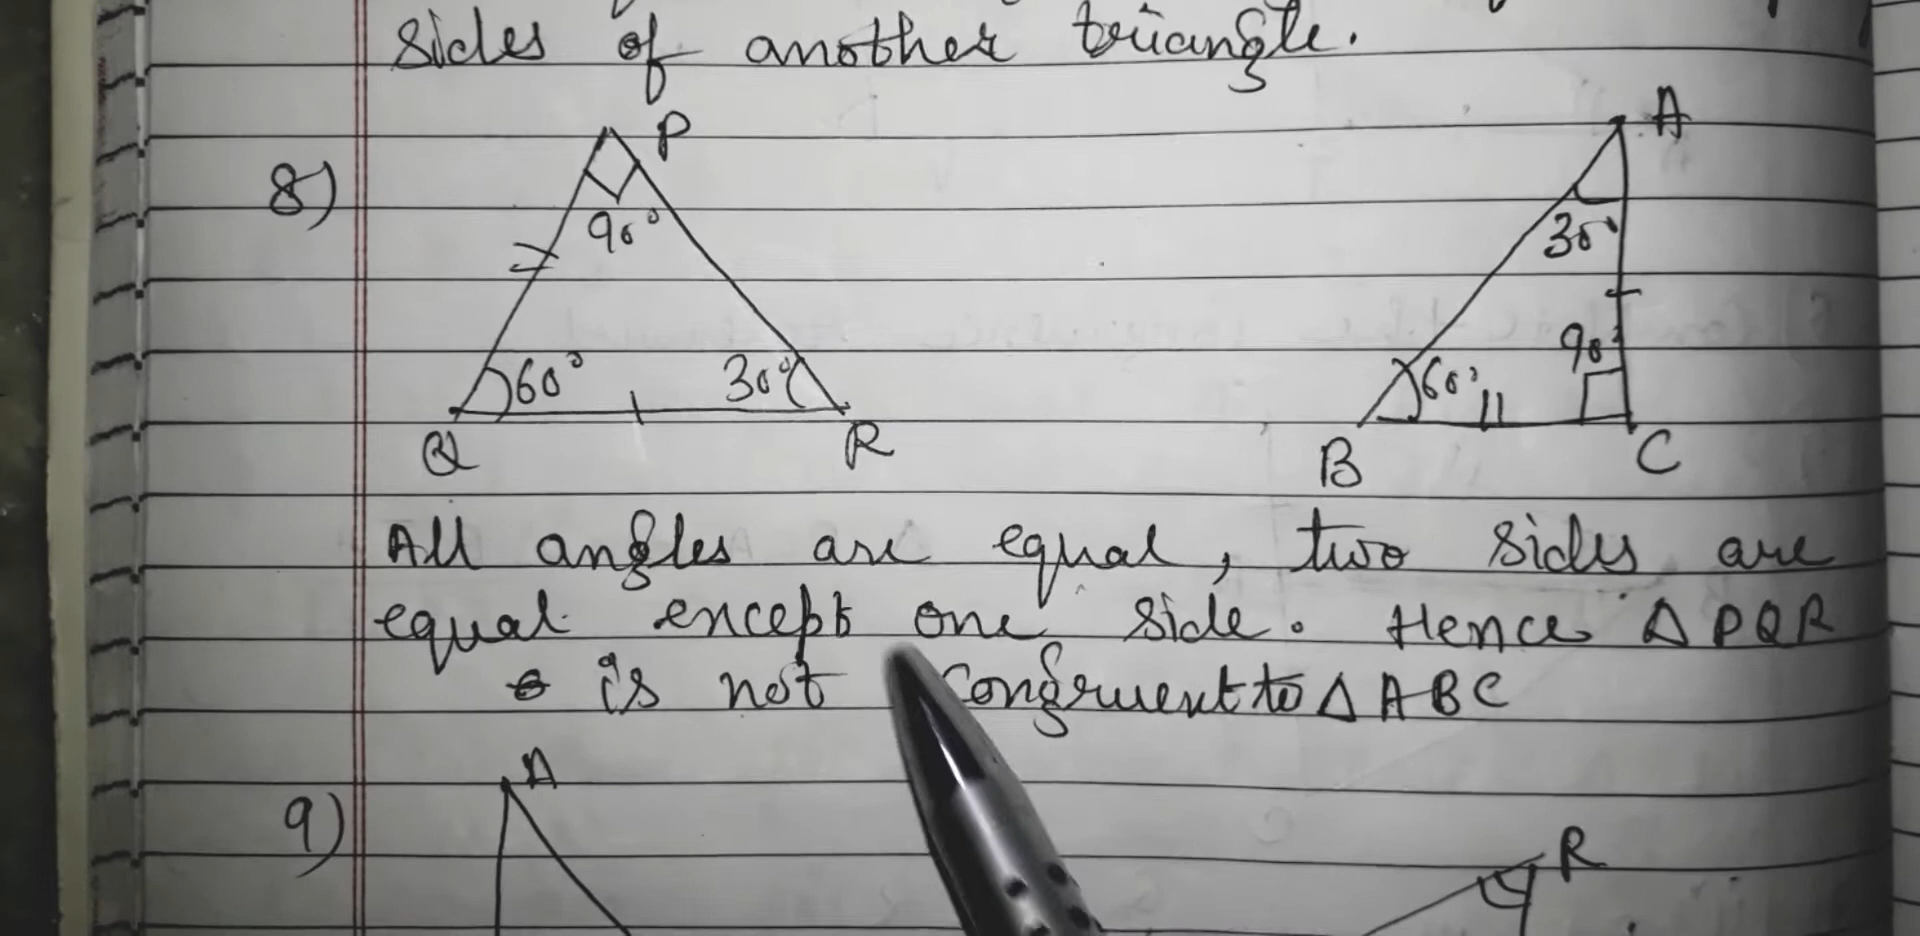 sides of another triangle.
8)
P
90°
60°
30°
Q
R
A
30°
90°
60°
B
C
All angles are equal, two sides are
equal except one side. Hence Δ PQR
is not congruent to Δ ABC
9)
A
R